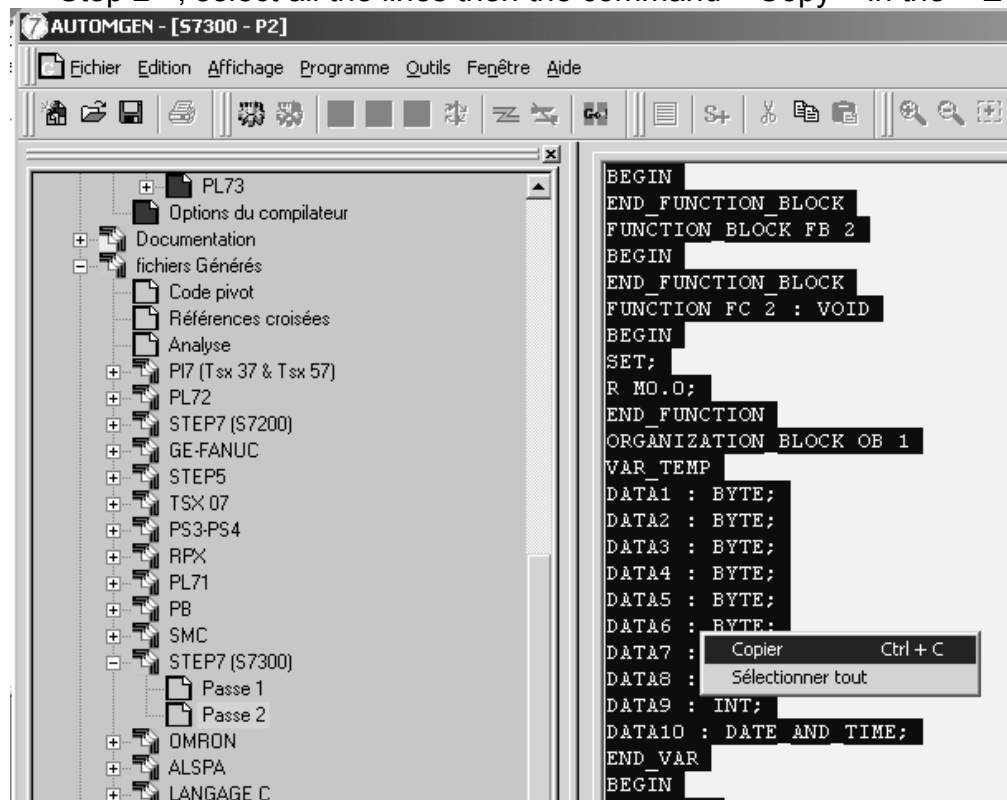 Step 2 », select all the lines then the command « Copy » in the « E
AUTOMGEN - [S7300 - P2]
Fichier Edition Affichage Programme Outils Fenêtre Aide
S+
Go!
PL73
Options du compilateur
Documentation
fichiers Générés
Code pivot
Références croisées
Analyse
Pl7 (Tsx 37 & Tsx 57)
PL72
STEP7 (S7200)
GE-FANUC
STEP5
TSX 07
PS3-PS4
RPX
PL71
PB
SMC
STEP7 (S7300)
Passe 1
Passe 2
OMRON
ALSPA
LANGAGE C
BEGIN
END_FUNCTION_BLOCK
FUNCTION_BLOCK FB 2
BEGIN
END_FUNCTION_BLOCK
FUNCTION FC 2 : VOID
BEGIN
SET;
R M0.0;
END_FUNCTION
ORGANIZATION_BLOCK OB 1
VAR_TEMP
DATA1 : BYTE;
DATA2 : BYTE;
DATA3 : BYTE;
DATA4 : BYTE;
DATA5 : BYTE;
DATA6 : BYTE;
DATA7 :
DATA8 :
DATA9 : INT;
DATA10 : DATE_AND_TIME;
END_VAR
BEGIN
Copier Ctrl + C
Sélectionner tout